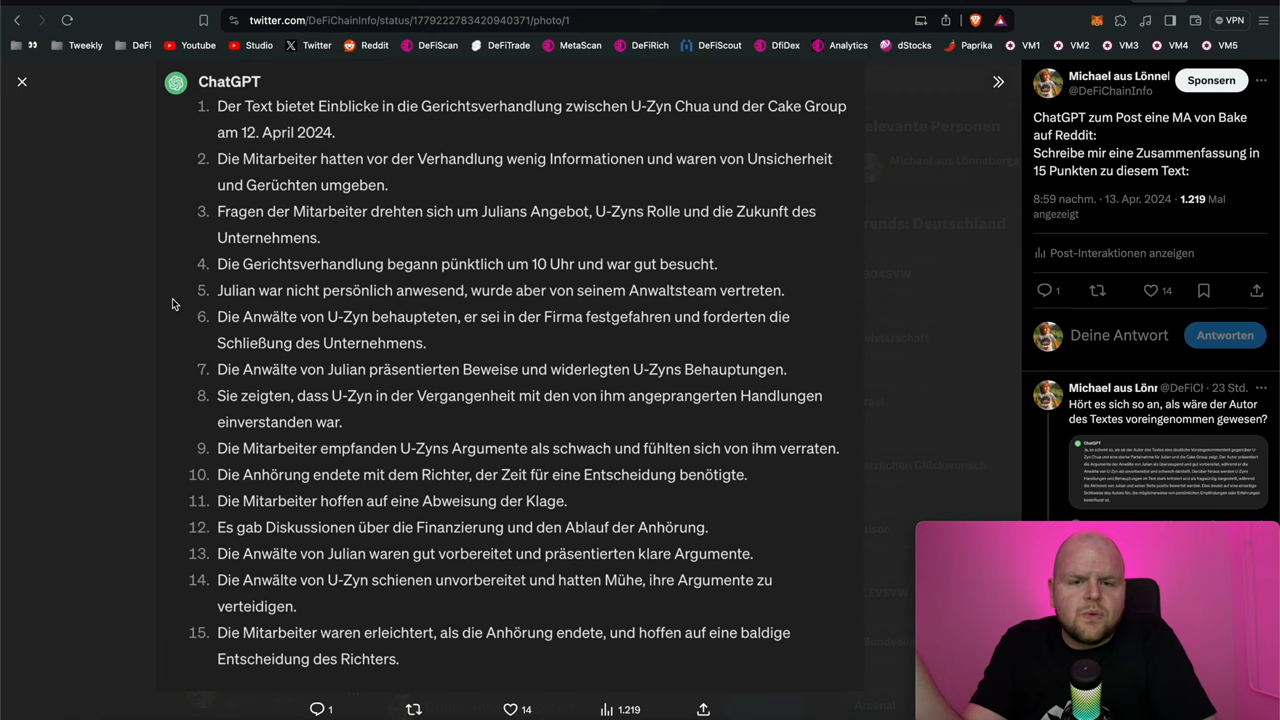 twitter.com/DeFiChainInfo/status/1779222783420940371/photo/1
VPN
Tweekly
DeFi
Youtube
Studio
Twitter
Reddit
DeFiScan
DeFiTrade
MetaScan
DeFiRich
DeFiScout
DfiDex
Analytics
dStocks
Paprika
VM1
VM2
VM3
VM4
VM5
ChatGPT
1. Der Text bietet Einblicke in die Gerichtsverhandlung zwischen U-Zyn Chua und der Cake Group
am 12. April 2024.
2. Die Mitarbeiter hatten vor der Verhandlung wenig Informationen und waren von Unsicherheit
und Gerüchten umgeben.
3. Fragen der Mitarbeiter drehten sich um Julians Angebot, U-Zyns Rolle und die Zukunft des
Unternehmens.
4. Die Gerichtsverhandlung begann pünktlich um 10 Uhr und war gut besucht.
5. Julian war nicht persönlich anwesend, wurde aber von seinem Anwaltsteam vertreten.
6. Die Anwälte von U-Zyn behaupteten, er sei in der Firma festgefahren und forderten die
Schließung des Unternehmens.
7. Die Anwälte von Julian präsentierten Beweise und widerlegten U-Zyns Behauptungen.
8. Sie zeigten, dass U-Zyn in der Vergangenheit mit den von ihm angeprangerten Handlungen
einverstanden war.
9. Die Mitarbeiter empfanden U-Zyns Argumente als schwach und fühlten sich von ihm verraten.
10. Die Anhörung endete mit dem Richter, der Zeit für eine Entscheidung benötigte.
11. Die Mitarbeiter hoffen auf eine Abweisung der Klage.
12. Es gab Diskussionen über die Finanzierung und den Ablauf der Anhörung.
13. Die Anwälte von Julian waren gut vorbereitet und präsentierten klare Argumente.
14. Die Anwälte von U-Zyn schienen unvorbereitet und hatten Mühe, ihre Argumente zu
verteidigen.
15. Die Mitarbeiter waren erleichtert, als die Anhörung endete, und hoffen auf eine baldige
Entscheidung des Richters.
1
14
1.219
elevante Personen
Michael aus Lönneberga
rends: Deutschland
Michael aus Lönnel
@DeFiChainInfo
Sponsern
ChatGPT zum Post eine MA von Bake
auf Reddit:
Schreibe mir eine Zusammenfassung in
15 Punkten zu diesem Text:
8:59 nachm. · 13. Apr. 2024 · 1.219 Mal
angezeigt
Post-Interaktionen anzeigen
1
14
Deine Antwort
Antworten
Michael aus Lönr @DeFiCl · 23 Std.
Hört es sich so an, als wäre der Autor
des Textes voreingenommen gewesen?
ChatGPT